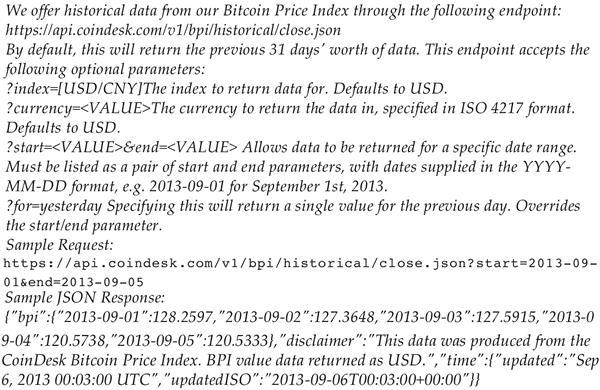 We offer historical data from our Bitcoin Price Index through the following endpoint:
https://api.coindesk.com/v1/bpi/historical/close.json
By default, this will return the previous 31 days' worth of data. This endpoint accepts the
following optional parameters:
?index=[USD/CNY]The index to return data for. Defaults to USD.
?currency=<VALUE>The currency to return the data in, specified in ISO 4217 format.
Defaults to USD.
?start=<VALUE>&end=<VALUE> Allows data to be returned for a specific date range.
Must be listed as a pair of start and end parameters, with dates supplied in the YYYY-
MM-DD format, e.g. 2013-09-01 for September 1st, 2013.
?for=yesterday Specifying this will return a single value for the previous day. Overrides
the start/end parameter.
Sample Request:
https://api.coindesk.com/v1/bpi/historical/close.json?start=2013-09-
01&end=2013-09-05
Sample JSON Response:
{"bpi":{"2013-09-01":128.2597,"2013-09-02":127.3648,"2013-09-03":127.5915,"2013-0
9-04":120.5738,"2013-09-05":120.5333},"disclaimer":"This data was produced from the
CoinDesk Bitcoin Price Index. BPI value data returned as USD.","time":{"updated":"Sep
6, 2013 00:03:00 UTC","updatedISO":"2013-09-06T00:03:00+00:00"}}